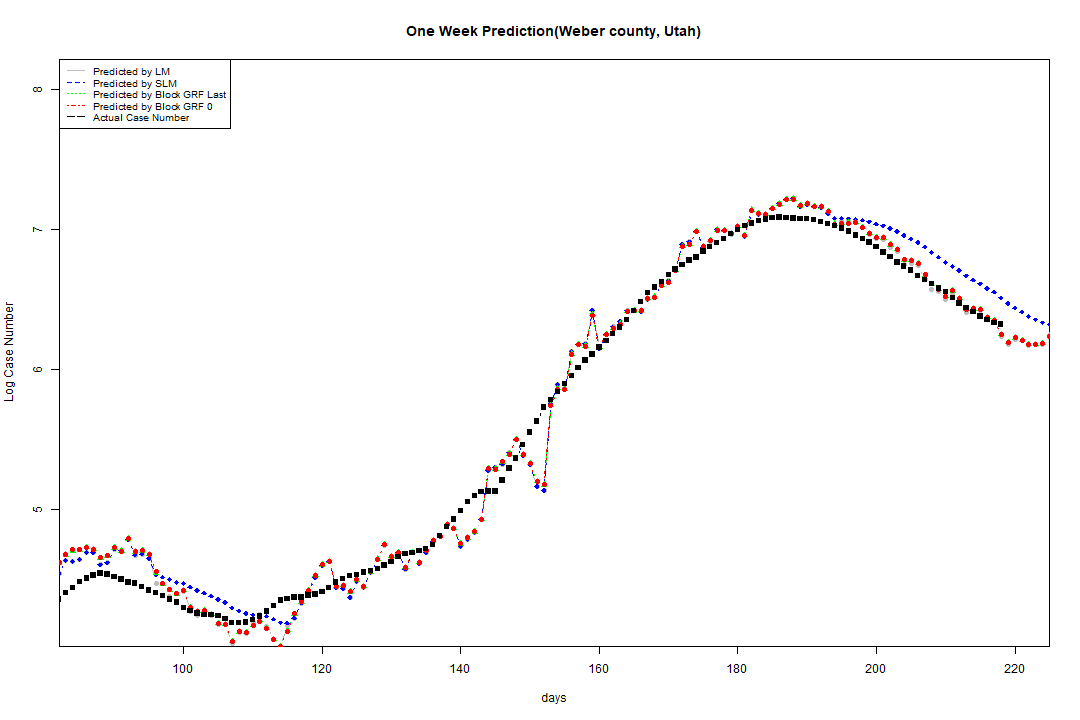 One Week Prediction(Weber county, Utah)
Predicted by LM
Predicted by SLM
Predicted by Block GRF Last
Predicted by Block GRF 0
Actual Case Number
8
7
6
5
Log Case Number
100 120 140 160 180 200 220
days